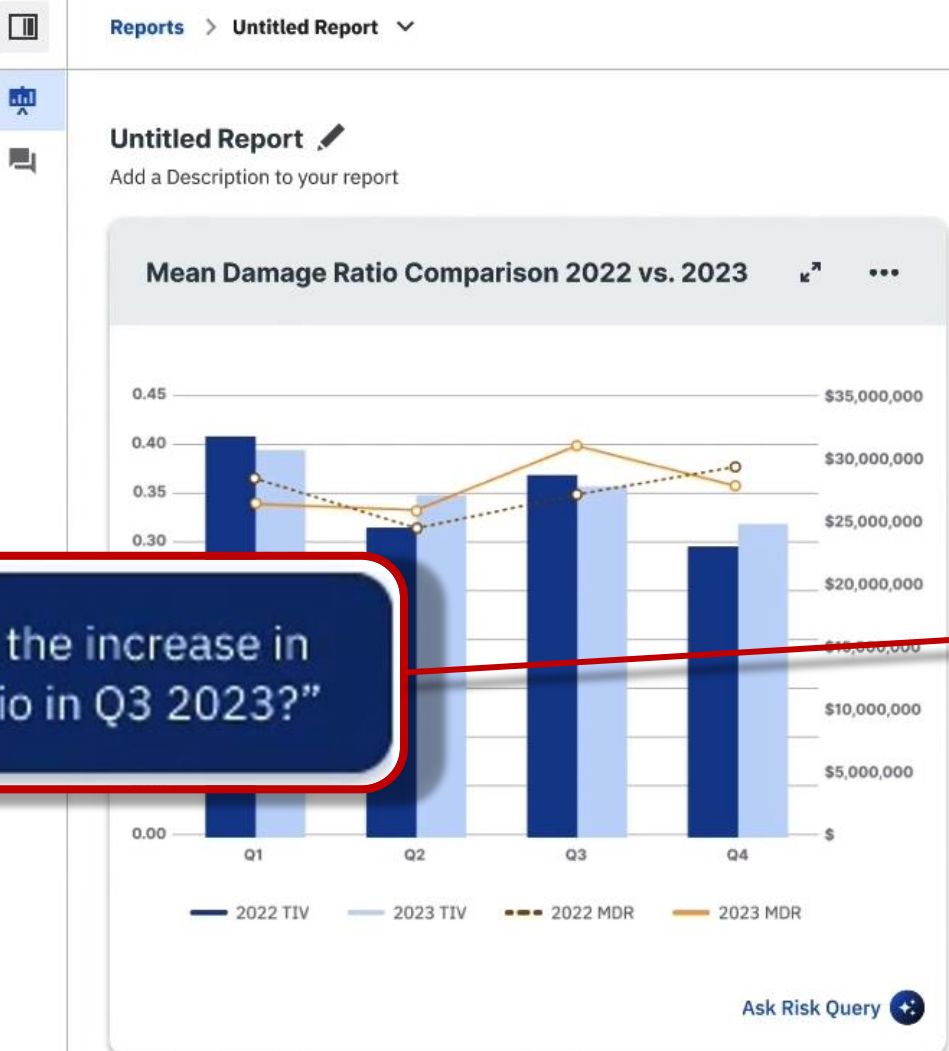 Reports > Untitled Report
Untitled Report
Add a Description to your report
Mean Damage Ratio Comparison 2022 vs. 2023
0.45
0.40
0.35
0.30
0.00
$35,000,000
$30,000,000
$25,000,000
$20,000,000
$15,000,000
$10,000,000
$5,000,000
$
the increase in
io in Q3 2023?”
Q1 Q2 Q3 Q4
2022 TIV 2023 TIV 2022 MDR 2023 MDR
Ask Risk Query